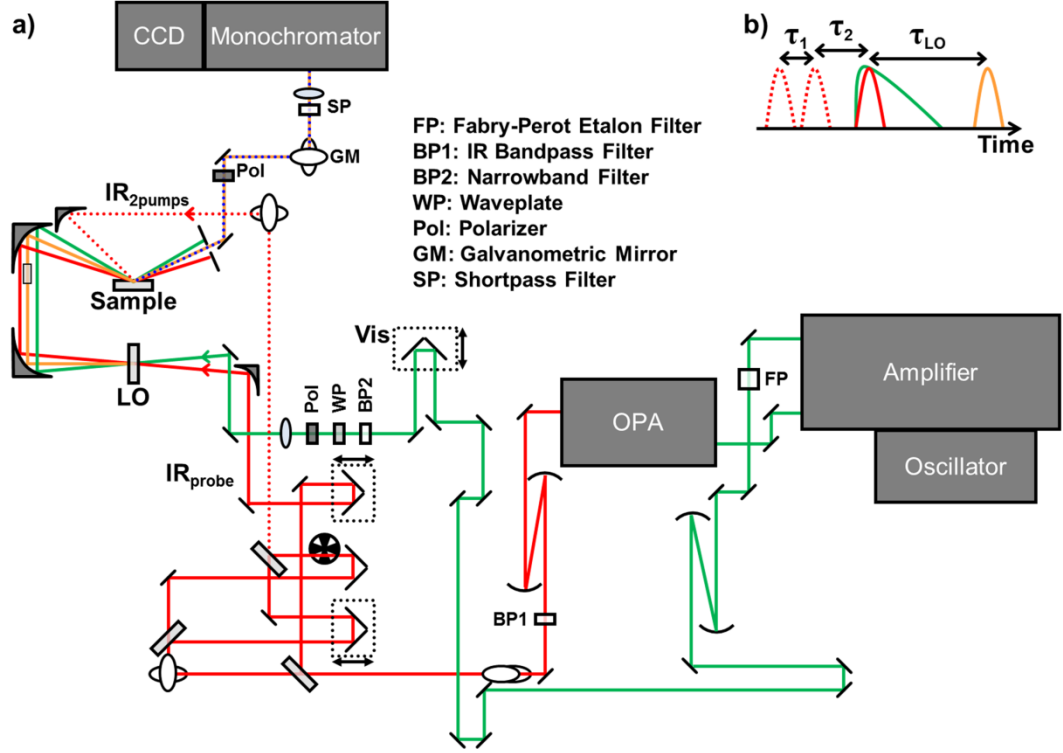 a)
CCD
Monochromator
SP
GM
Pol
IR2pumps
Sample
LO
FP: Fabry-Perot Etalon Filter
BP1: IR Bandpass Filter
BP2: Narrowband Filter
WP: Waveplate
Pol: Polarizer
GM: Galvanometric Mirror
SP: Shortpass Filter
b)
τ1
τ2
τLO
Time
Vis
Pol
WP
BP2
IRprobe
BP1
OPA
FP
Amplifier
Oscillator